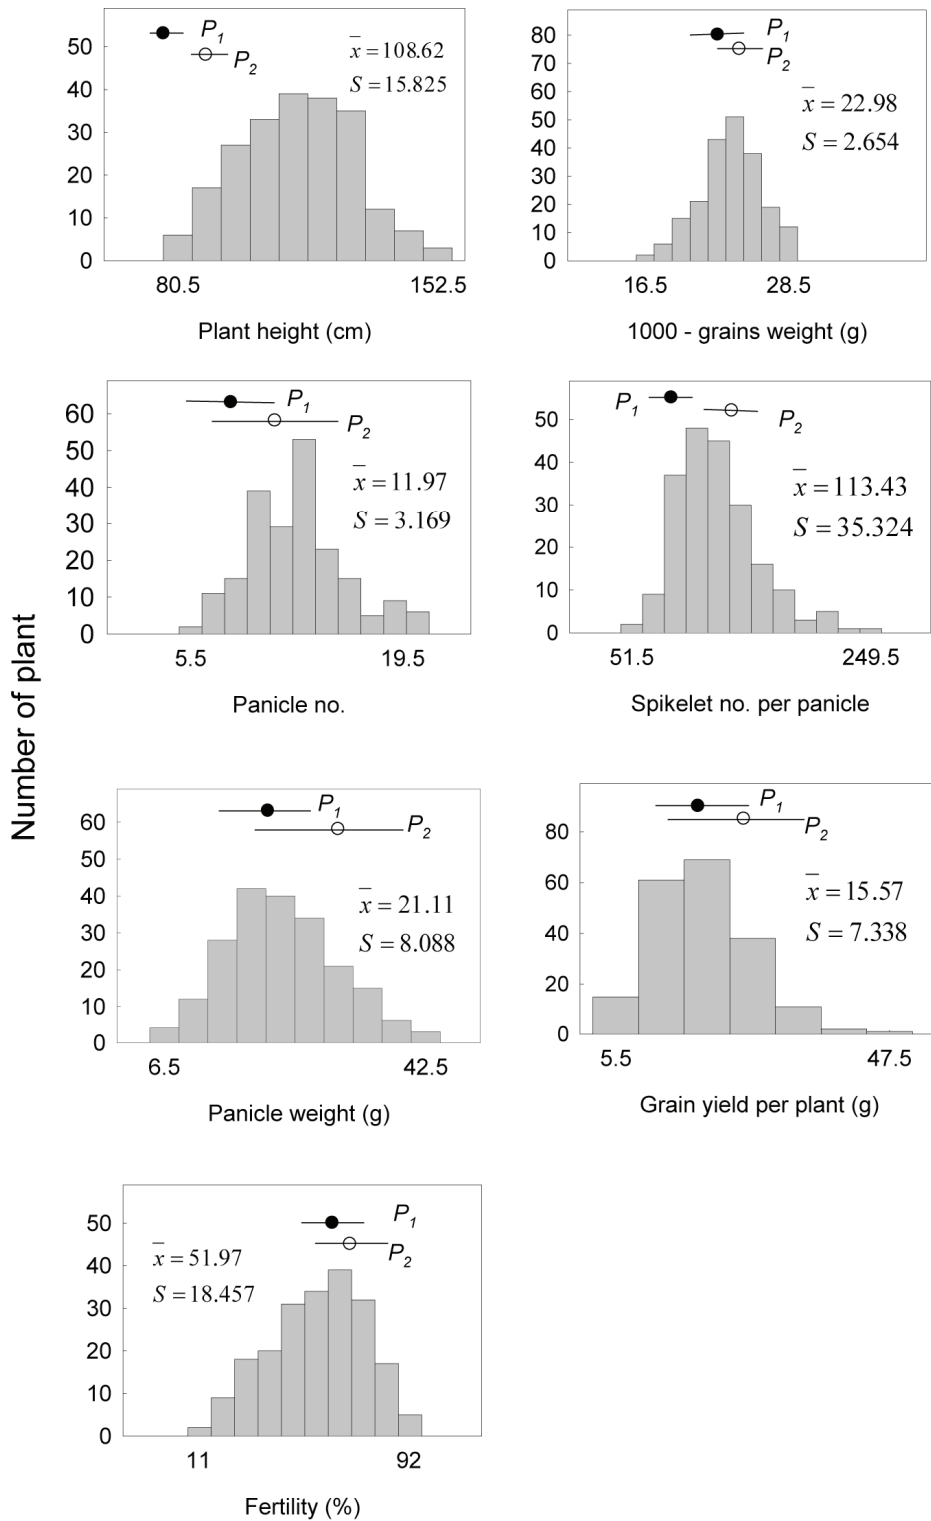 Number of plant
50
40
30
20
10
0
P1
P2
x̄ = 108.62
S = 15.825
80.5 152.5
Plant height (cm)
80
70
60
50
40
30
20
10
0
P1
P2
x̄ = 22.98
S = 2.654
16.5 28.5
1000 - grains weight (g)
60
50
40
30
20
10
0
P1
P2
x̄ = 11.97
S = 3.169
5.5 19.5
Panicle no.
50
40
30
20
10
0
P1
P2
x̄ = 113.43
S = 35.324
51.5 249.5
Spikelet no. per panicle
60
50
40
30
20
10
0
P1
P2
x̄ = 21.11
S = 8.088
6.5 42.5
Panicle weight (g)
80
60
40
20
0
P1
P2
x̄ = 15.57
S = 7.338
5.5 47.5
Grain yield per plant (g)
50
40
30
20
10
0
P1
P2
x̄ = 51.97
S = 18.457
11 92
Fertility (%)